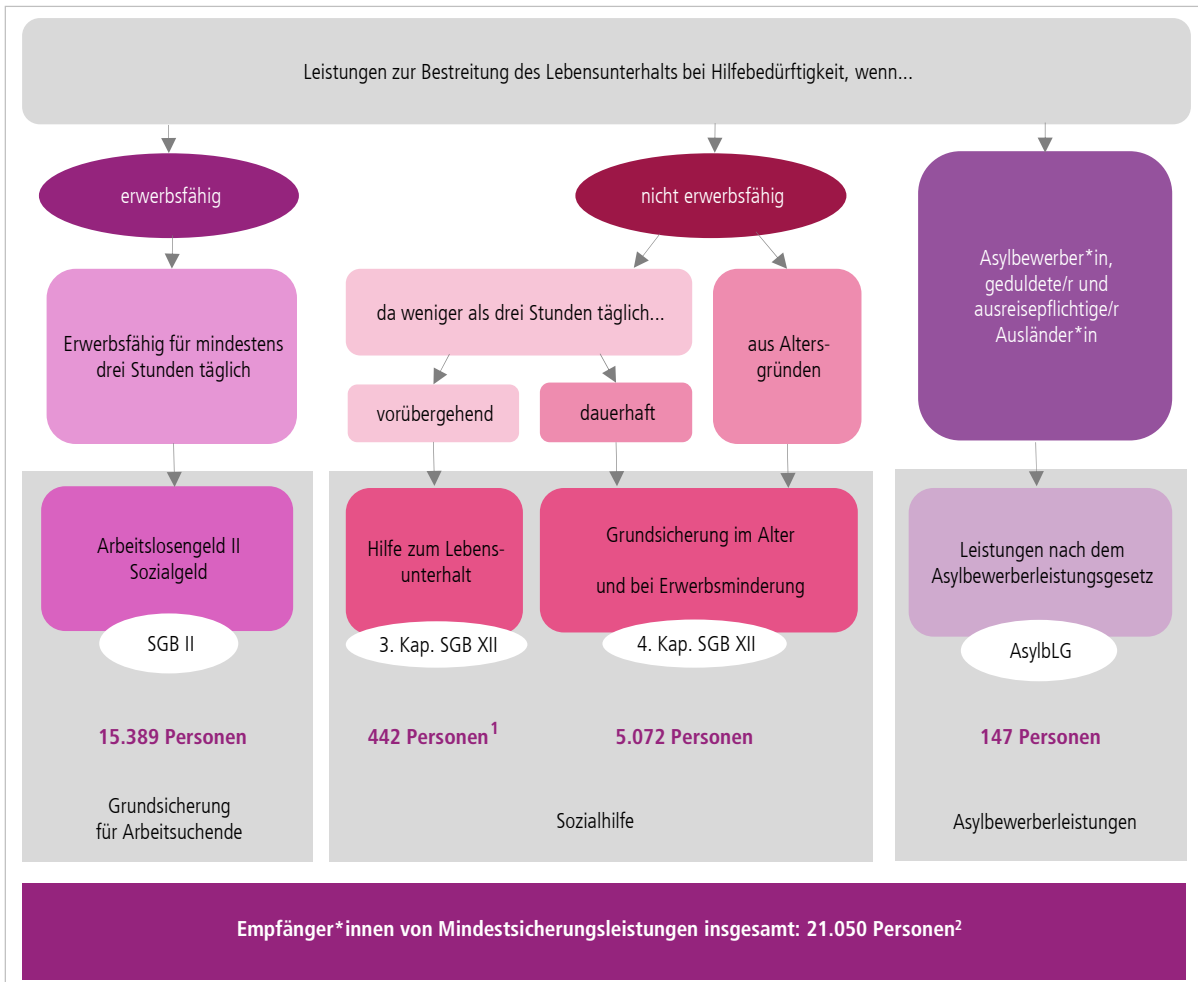 Leistungen zur Bestreitung des Lebensunterhalts bei Hilfebedürftigkeit, wenn...
erwerbsfähig
nicht erwerbsfähig
Asylbewerber*in,
geduldete/r und
ausreisepflichtige/r
Ausländer*in
Erwerbsfähig für mindestens
drei Stunden täglich
da weniger als drei Stunden täglich...
aus Alters-
gründen
vorübergehend
dauerhaft
Arbeitslosengeld II
Sozialgeld
SGB II
Hilfe zum Lebens-
unterhalt
3. Kap. SGB XII
Grundsicherung im Alter
und bei Erwerbsminderung
4. Kap. SGB XII
Leistungen nach dem
Asylbewerberleistungsgesetz
AsylbLG
15.389 Personen
442 Personen¹
5.072 Personen
147 Personen
Grundsicherung
für Arbeitsuchende
Sozialhilfe
Asylbewerberleistungen
Empfänger*innen von Mindestsicherungsleistungen insgesamt: 21.050 Personen²